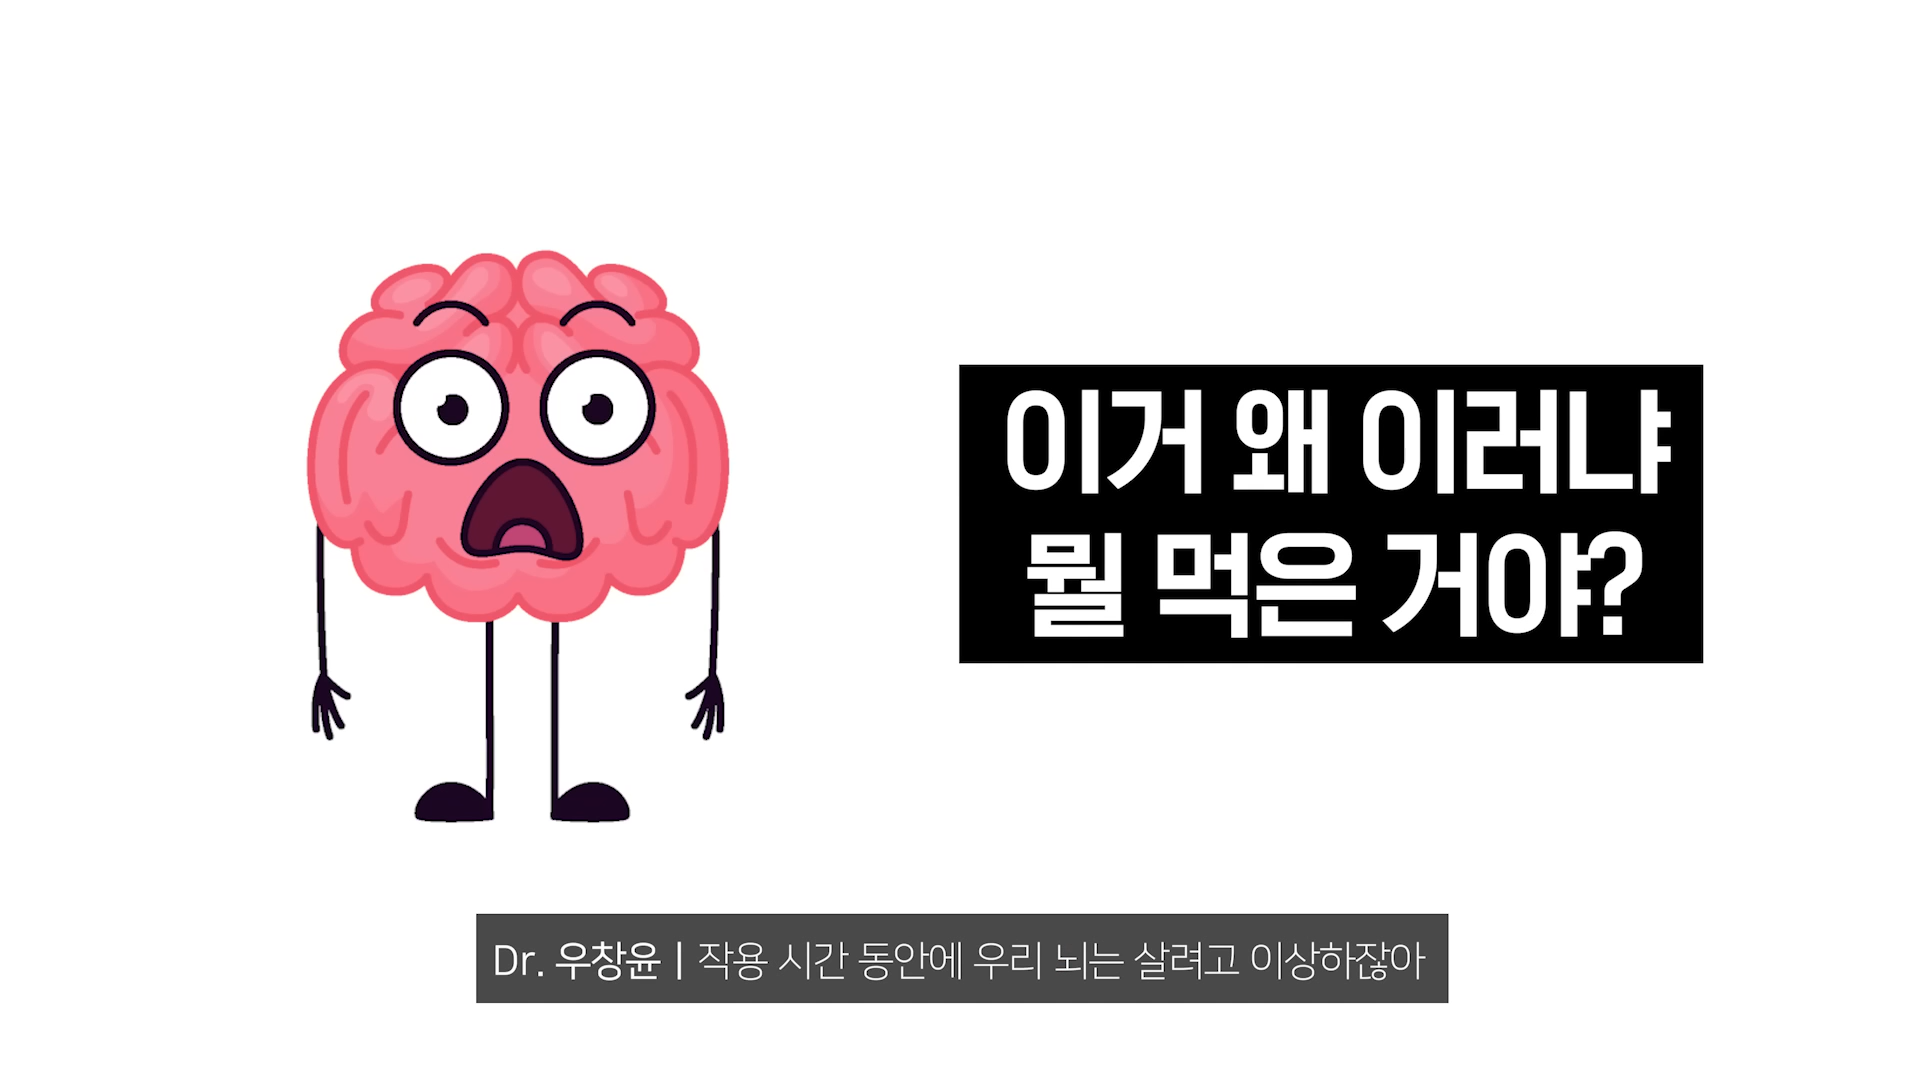 이거 왜 이러냐
뭘 먹은 거야?
Dr. 우창윤 | 작용 시간 동안에 우리 뇌는 살려고 이상하잖아